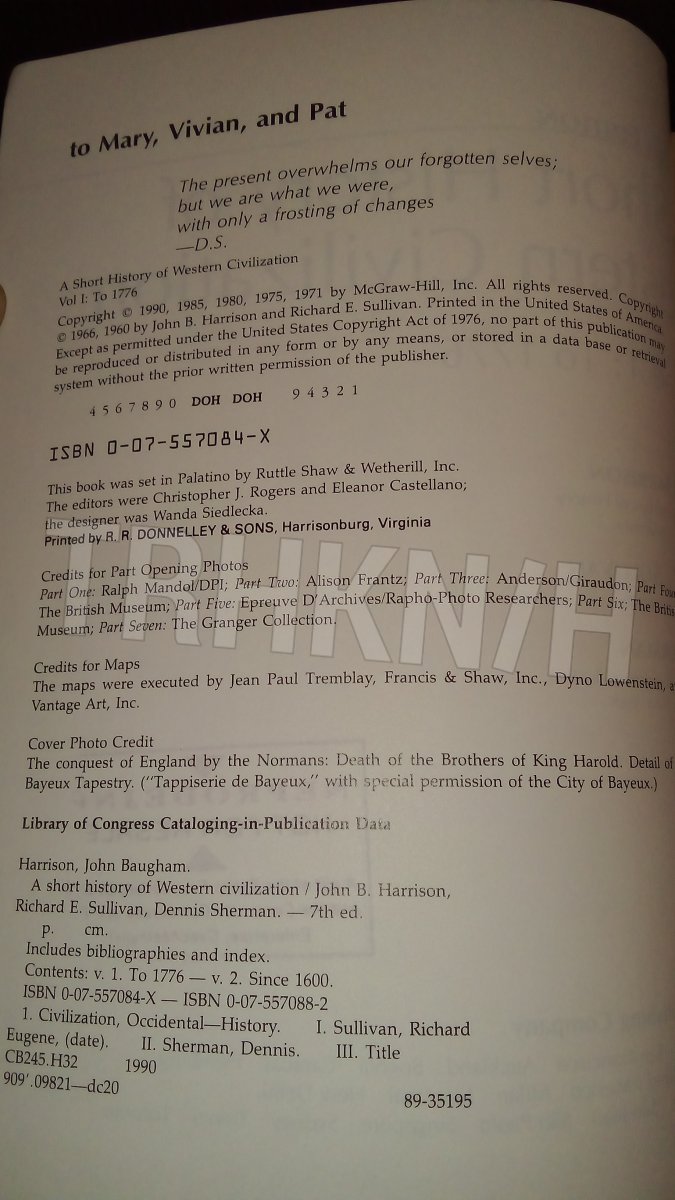 to Mary, Vivian, and Pat
The present overwhelms our forgotten selves;
but we are what we were,
with only a frosting of changes
—D.S.
A Short History of Western Civilization
Vol I: To 1776
Copyright © 1990, 1985, 1980, 1975, 1971 by McGraw-Hill, Inc. All rights reserved. Copyright
© 1966, 1960 by John B. Harrison and Richard E. Sullivan. Printed in the United States of America.
Except as permitted under the United States Copyright Act of 1976, no part of this publication may
be reproduced or distributed in any form or by any means, or stored in a data base or retrieval
system without the prior written permission of the publisher.
4 5 6 7 8 9 0 DOH DOH 9 4 3 2 1
ISBN 0-07-557084-X
This book was set in Palatino by Ruttle Shaw & Wetherill, Inc.
The editors were Christopher J. Rogers and Eleanor Castellano;
the designer was Wanda Siedlecka.
Printed by R. R. DONNELLEY & SONS, Harrisonburg, Virginia
TRHKN/H
Credits for Part Opening Photos
Part One: Ralph Mandol/DPI; Part Two: Alison Frantz; Part Three: Anderson/Giraudon; Part Four
The British Museum; Part Five: Epreuve D'Archives/Rapho-Photo Researchers; Part Six; The Britis
Museum; Part Seven: The Granger Collection.
Credits for Maps
The maps were executed by Jean Paul Tremblay, Francis & Shaw, Inc., Dyno Lowenstein, a
Vantage Art, Inc.
Cover Photo Credit
The conquest of England by the Normans: Death of the Brothers of King Harold. Detail of
Bayeux Tapestry. ("Tappiserie de Bayeux," with special permission of the City of Bayeux.)
Library of Congress Cataloging-in-Publication Data
Harrison, John Baugham.
A short history of Western civilization / John B. Harrison,
Richard E. Sullivan, Dennis Sherman. — 7th ed.
p. cm.
Includes bibliographies and index.
Contents: v. 1. To 1776 — v. 2. Since 1600.
ISBN 0-07-557084-X — ISBN 0-07-557088-2
1. Civilization, Occidental—History. I. Sullivan, Richard
Eugene, (date). II. Sherman, Dennis. III. Title
CB245.H32 1990
909'.09821—dc20
89-35195